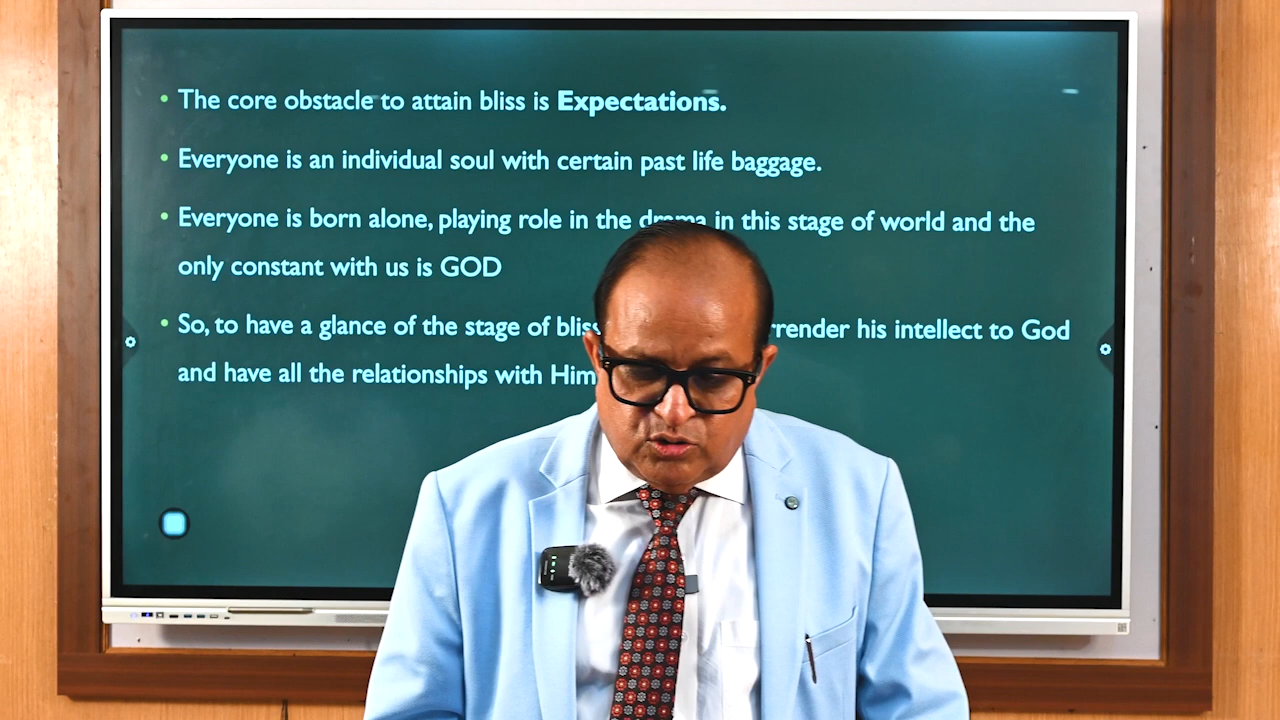 • The core obstacle to attain bliss is Expectations.
• Everyone is an individual soul with certain past life baggage.
• Everyone is born alone, playing role in the drama in this stage of world and the
only constant with us is GOD
• So, to have a glance of the stage of bliss his intellect to God
and have all the relationships with Him